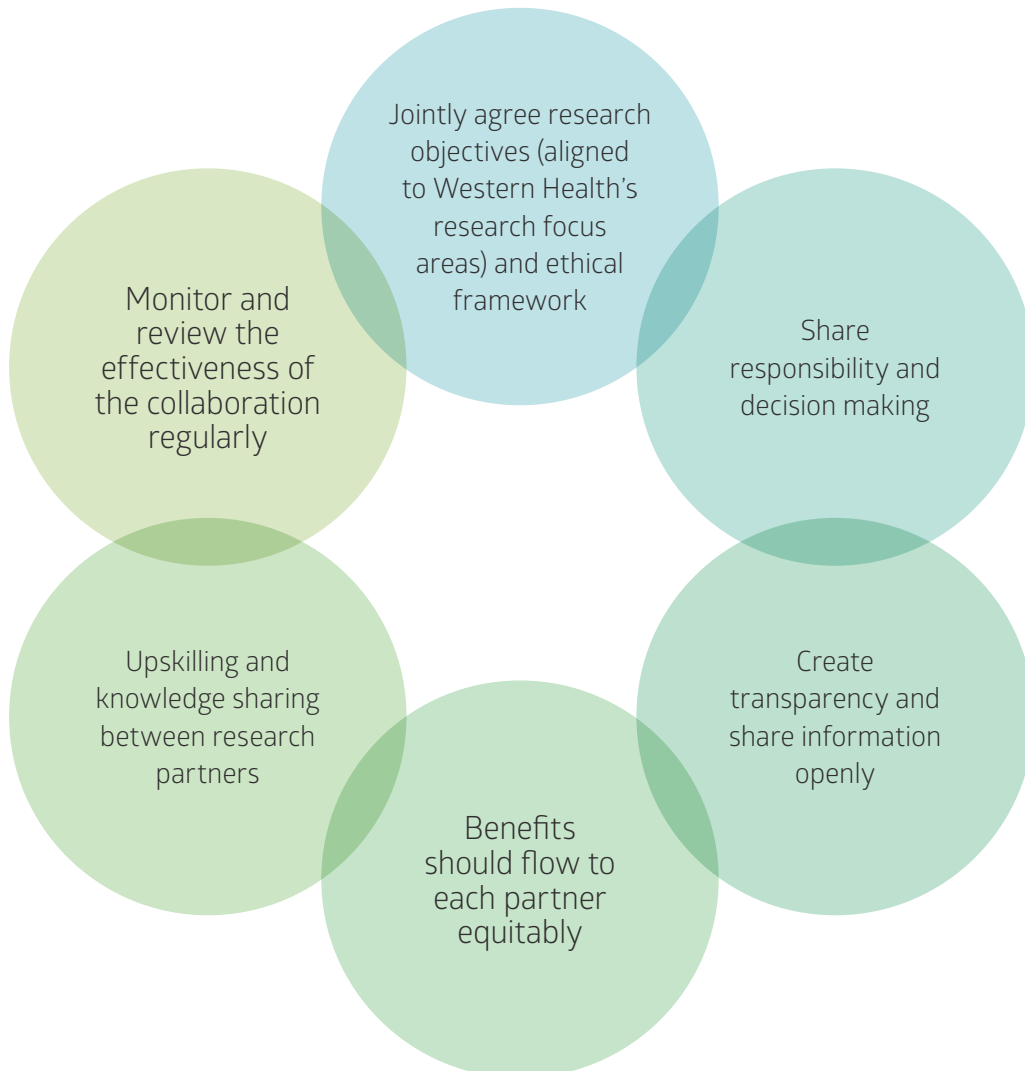 Jointly agree research
objectives (aligned
to Western Health’s
research focus
areas) and ethical
framework
Share
responsibility and
decision making
Create
transparency and
share information
openly
Benefits
should flow to
each partner
equitably
Upskilling and
knowledge sharing
between research
partners
Monitor and
review the
effectiveness of
the collaboration
regularly